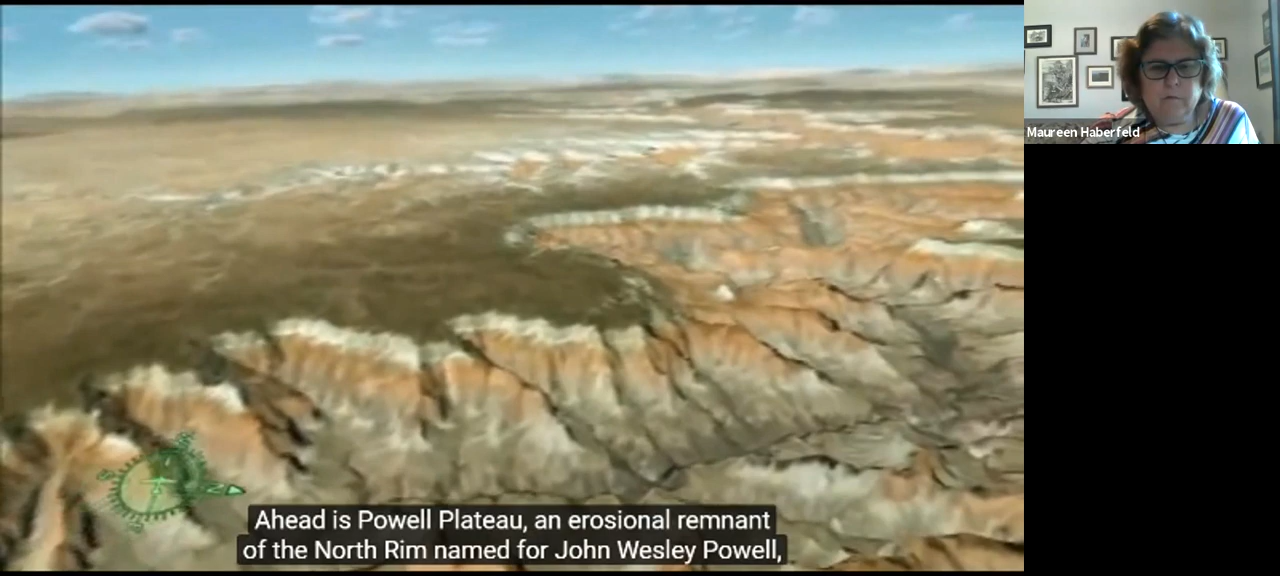 Maureen Haberfeld
Ahead is Powell Plateau, an erosional remnant
of the North Rim named for John Wesley Powell,